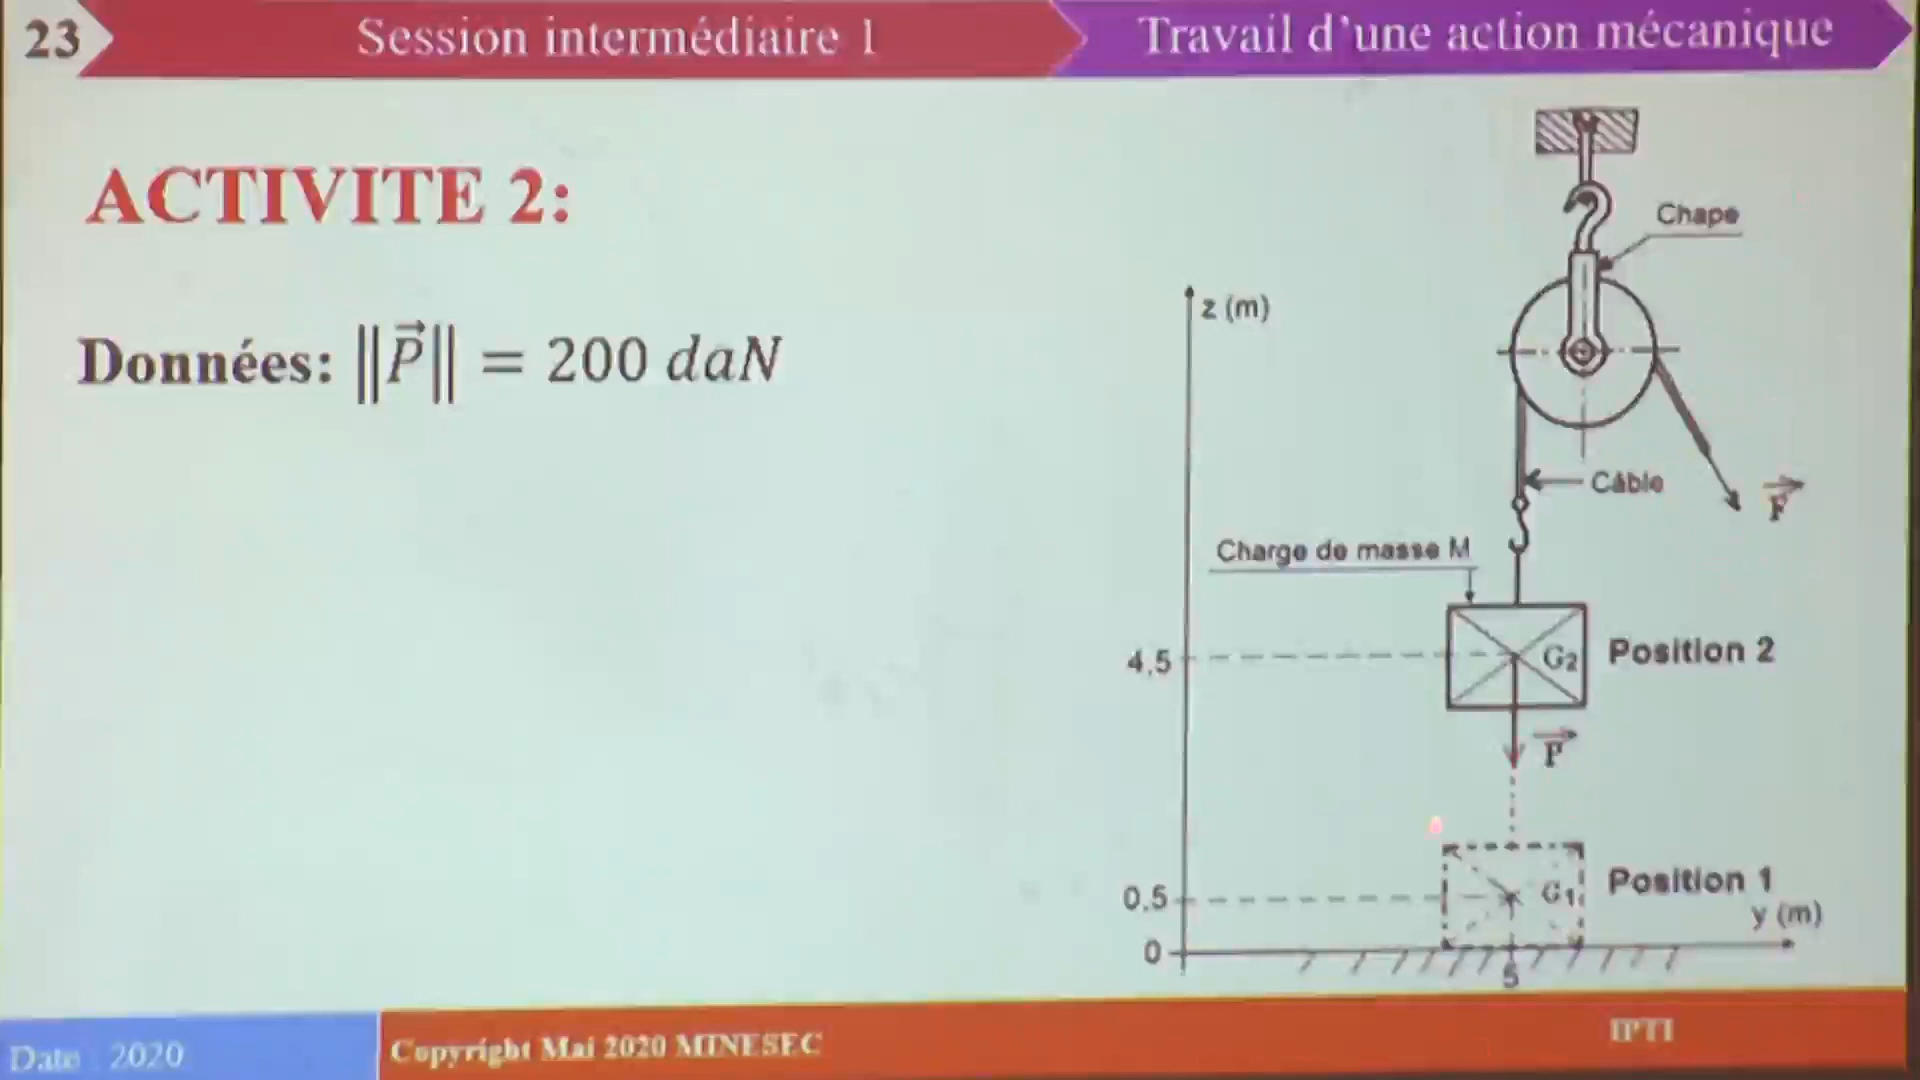 23
Session intermédiaire 1
Travail d'une action mécanique
ACTIVITE 2:
Données: ||P⃗|| = 200 daN
Chape
z (m)
Câble
F⃗
Charge de masse M
4,5
G2
Position 2
P⃗
0,5
G1
Position 1
y (m)
0
5
Date : 2020
Copyright Mai 2020 MINESEC
IPTI